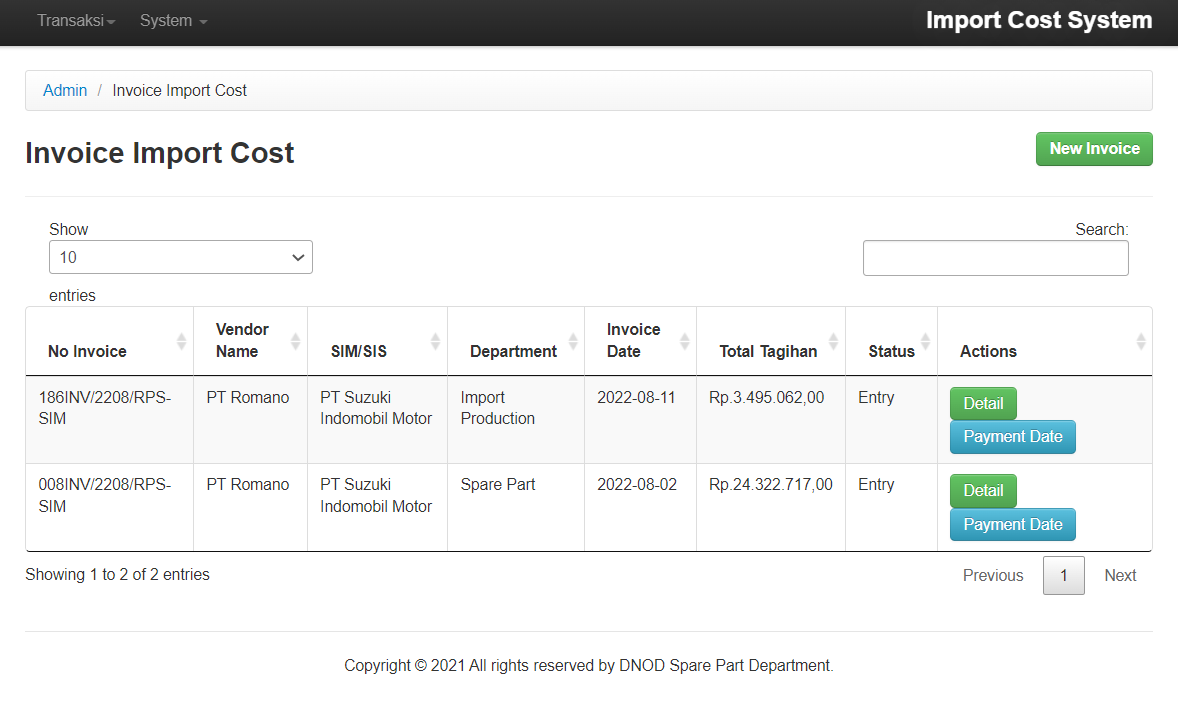 Transaksi System Import Cost System
Admin / Invoice Import Cost
Invoice Import Cost New Invoice
Show Search:
10
entries
No Invoice Vendor Name SIM/SIS Department Invoice Date Total Tagihan Status Actions
186INV/2208/RPS- PT Romano PT Suzuki Import 2022-08-11 Rp.3.495.062,00 Entry Detail
SIM Indomobil Motor Production
Payment Date
008INV/2208/RPS- PT Romano PT Suzuki Spare Part 2022-08-02 Rp.24.322.717,00 Entry Detail
SIM Indomobil Motor
Payment Date
Showing 1 to 2 of 2 entries Previous 1 Next
Copyright © 2021 All rights reserved by DNOD Spare Part Department.